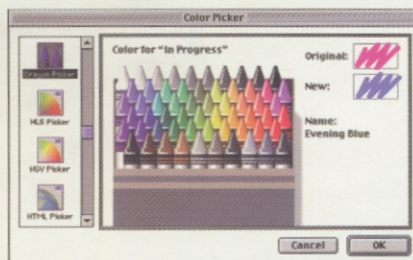 Color Picker
Crayon Picker
HLS Picker
HSV Picker
HTML Picker
Color for "In Progress"
Original:
New:
Name:
Evening Blue
Cancel
OK